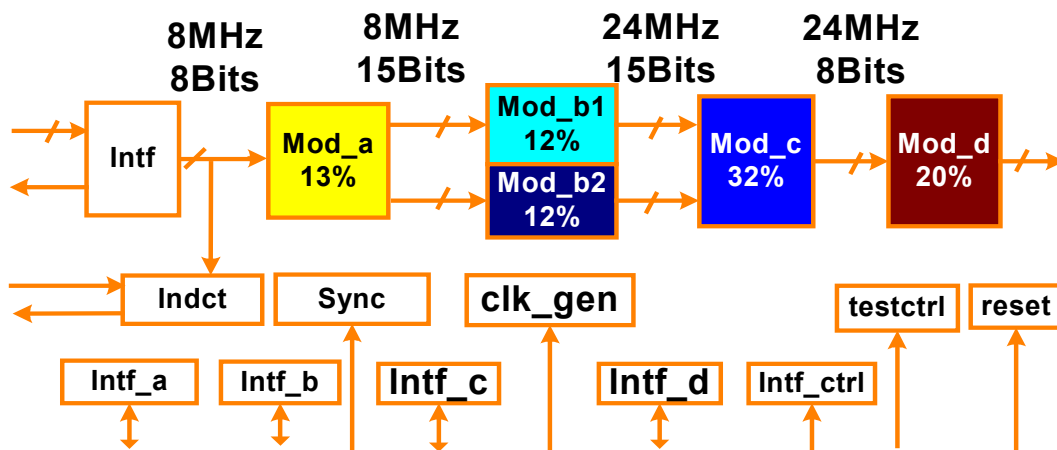 8MHz
8Bits
8MHz
15Bits
24MHz
15Bits
24MHz
8Bits
Intf
Mod_a
13%
Mod_b1
12%
Mod_b2
12%
Mod_c
32%
Mod_d
20%
Indct
Sync
clk_gen
testctrl
reset
Intf_a
Intf_b
Intf_c
Intf_d
Intf_ctrl